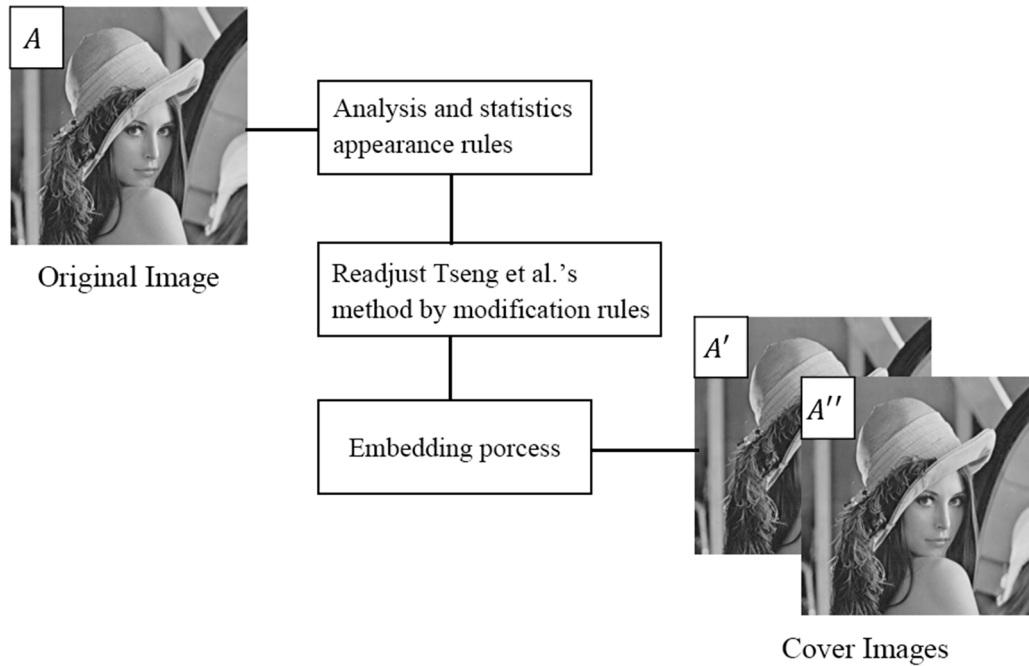 A
Original Image
Analysis and statistics
appearance rules
Readjust Tseng et al.’s
method by modification rules
Embedding porcess
A′
A′′
Cover Images